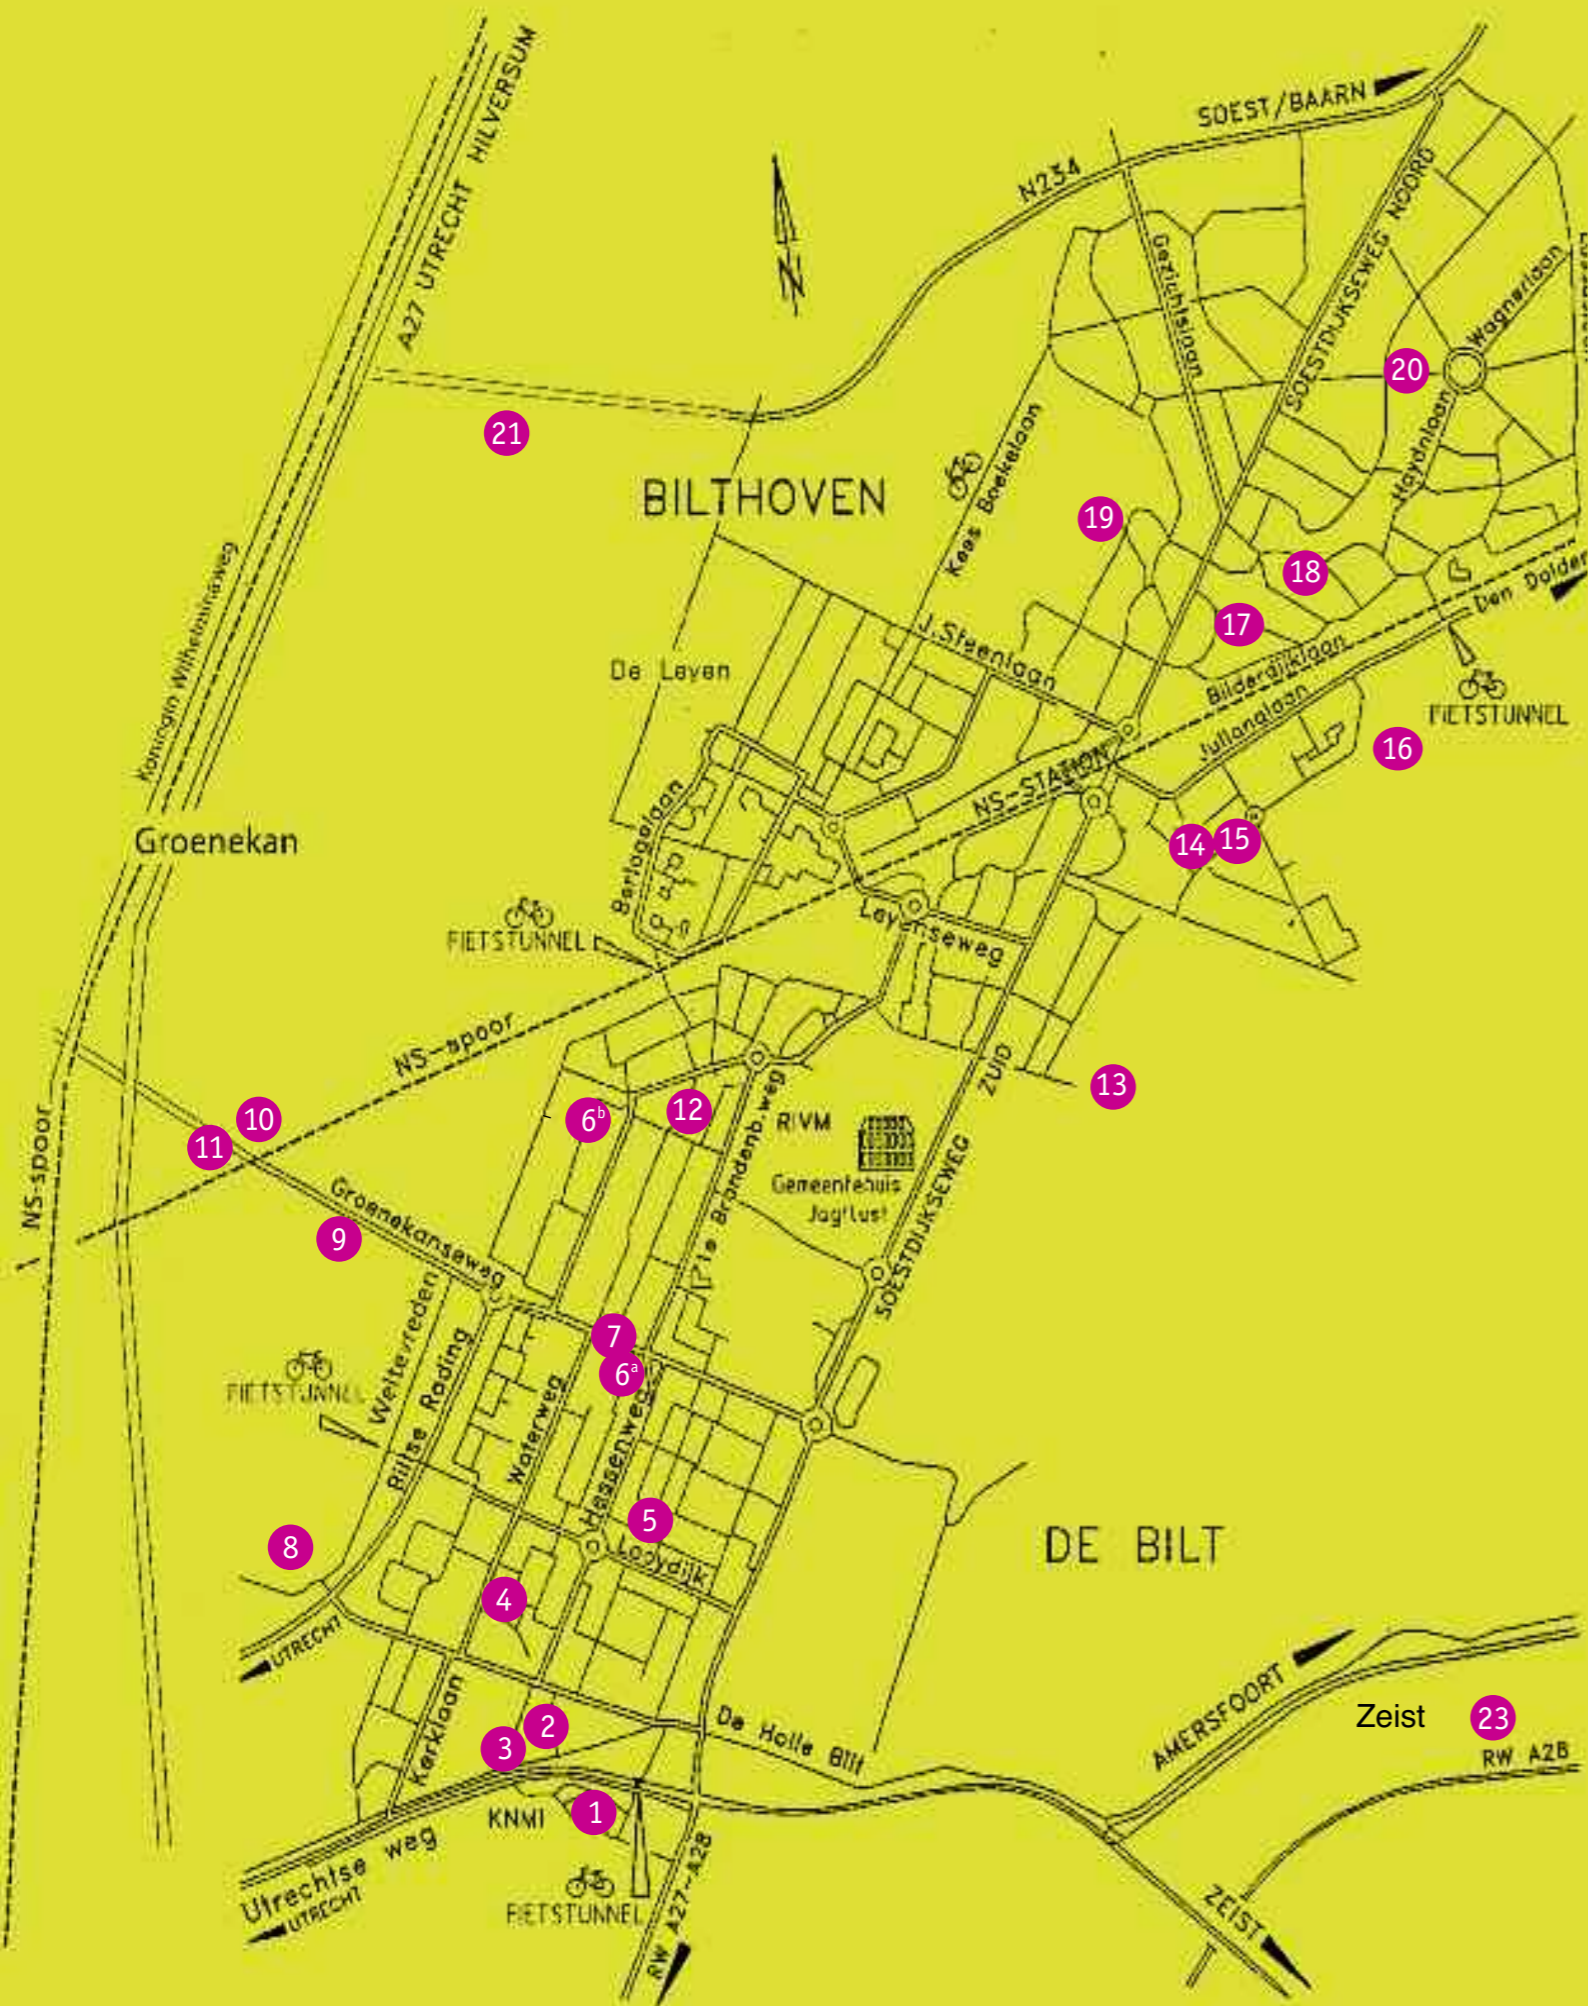 SOEST/BAARN
A27 UTRECHT HILVERSUM
N234
SOESTDIJKSEWEG NOORD
N
Gezichtslaan
Wagnerlaan
20
21
Haydnlaan
BILTHOVEN
Kees Boekelaan
19
18
Den Dolder
Koningin Wilhelminaweg
17
J.Steenlaan
De Leyen
Bilderdijklaan
Julianalaan
FIETSTUNNEL
16
NS-STATION
Groenekan
Berlagelaan
14
15
Leyenseweg
FIETSTUNNEL
NS-spoor
ZUID
13
NS-spoor
10
11
6b
12
RIVM
Gemeentehuis
Jagtlust
1e Brandenb.weg
SOESTDIJKSEWEG
Groenekanseweg
9
Weltevreden
7
6a
FIETSTUNNEL
Biltse Rading
Waterweg
Hessenweg
5
8
Looydijk
DE BILT
4
UTRECHT
AMERSFOORT
Zeist
23
RW A28
Kerklaan
2
3
De Holle Bilt
KNMI
1
Utrechtse weg
UTRECHT
FIETSTUNNEL
RW A27-A28
ZEIST